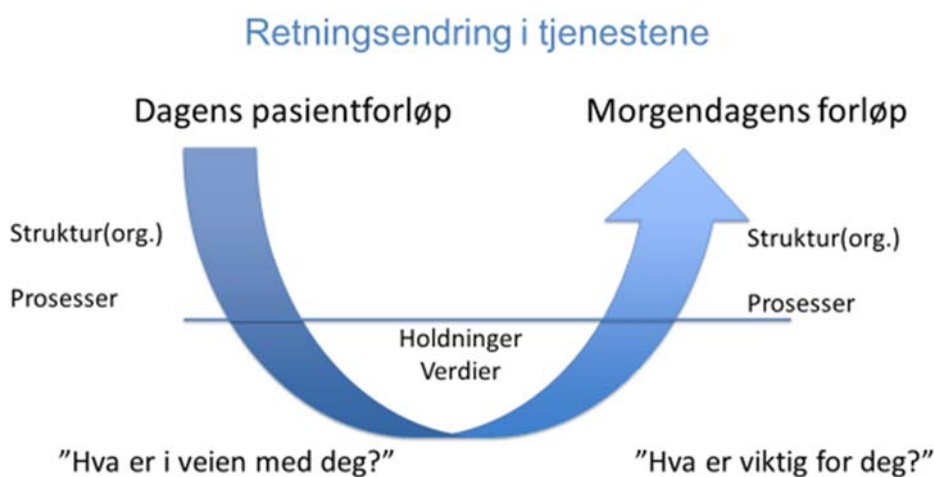 Retningsendring i tjenestene
Dagens pasientforløp
Morgendagens forløp
Struktur(org.)
Struktur(org.)
Prosesser
Prosesser
Holdninger
Verdier
”Hva er i veien med deg?”
”Hva er viktig for deg?”